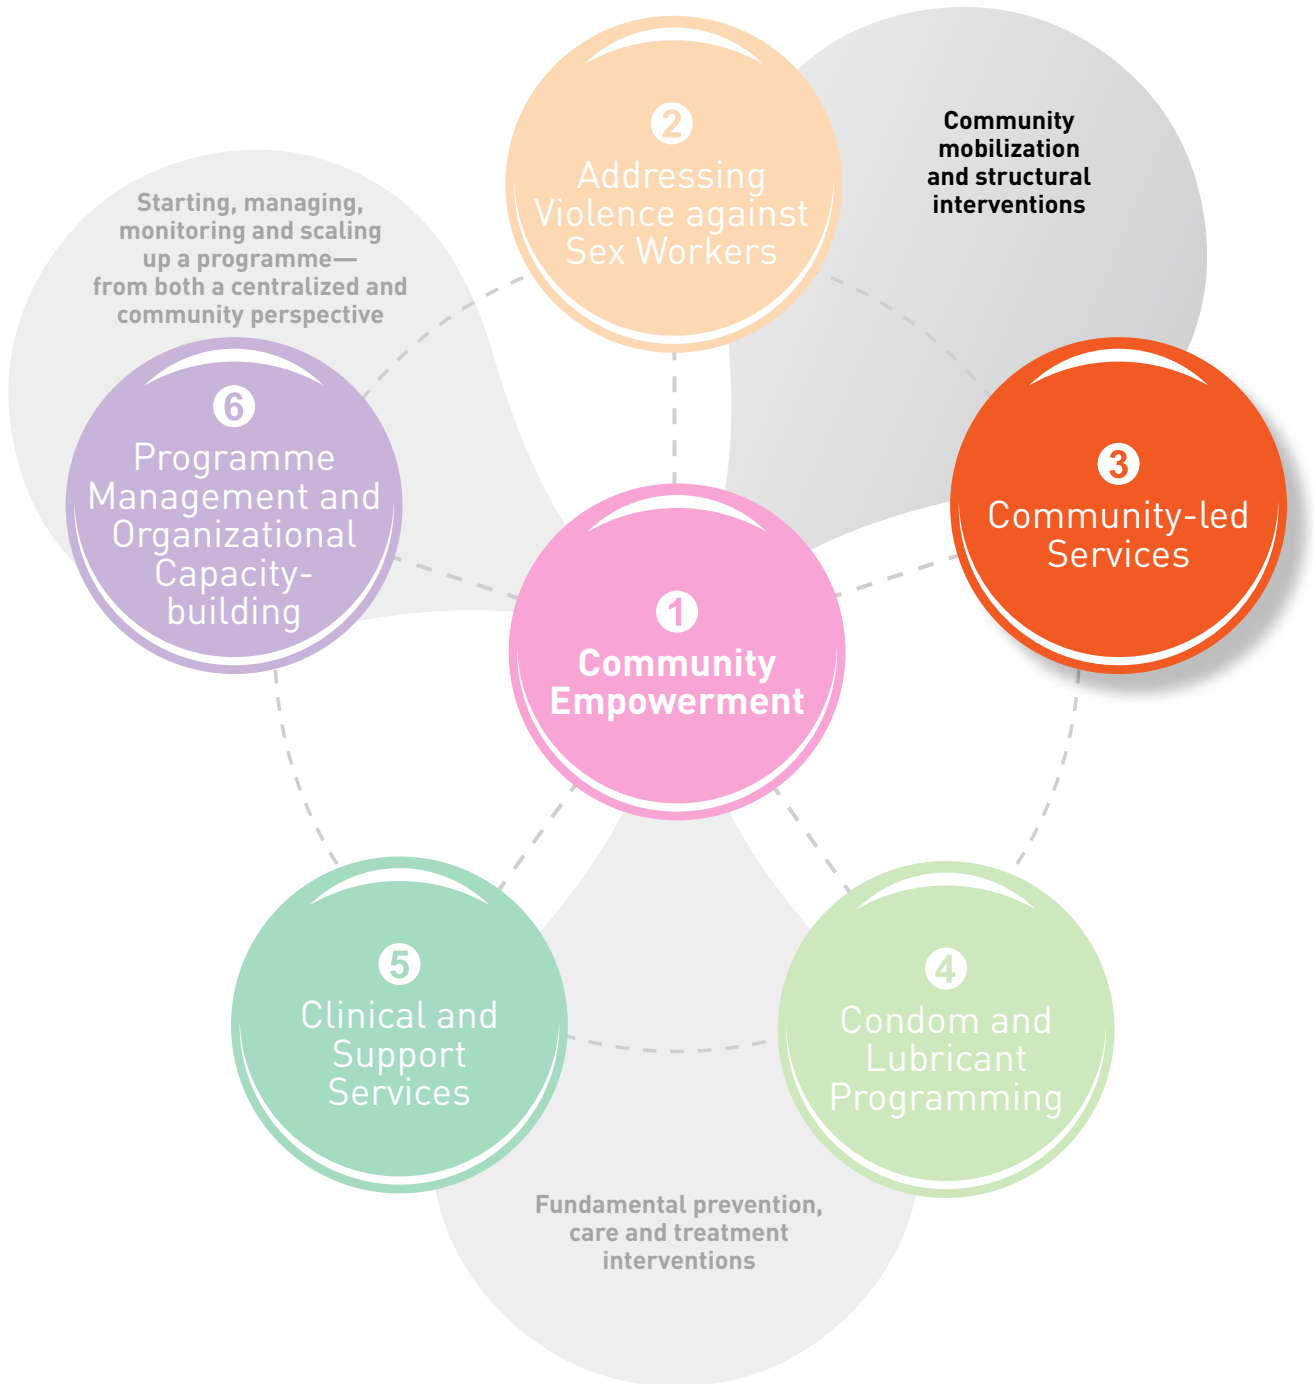 2
Addressing
Violence against
Sex Workers
Community
mobilization
and structural
interventions
Starting, managing,
monitoring and scaling
up a programme—
from both a centralized and
community perspective
6
Programme
Management and
Organizational
Capacity-
building
3
Community-led
Services
1
Community
Empowerment
5
Clinical and
Support
Services
4
Condom and
Lubricant
Programming
Fundamental prevention,
care and treatment
interventions